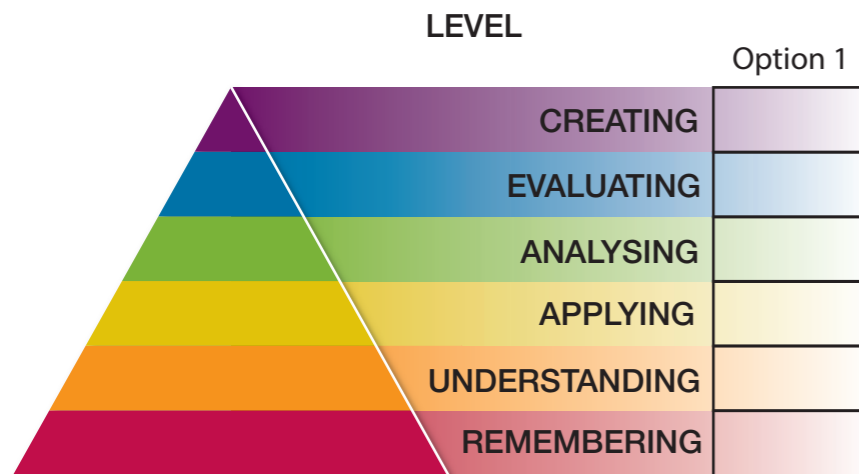 LEVEL
Option 1
CREATING
EVALUATING
ANALYSING
APPLYING
UNDERSTANDING
REMEMBERING